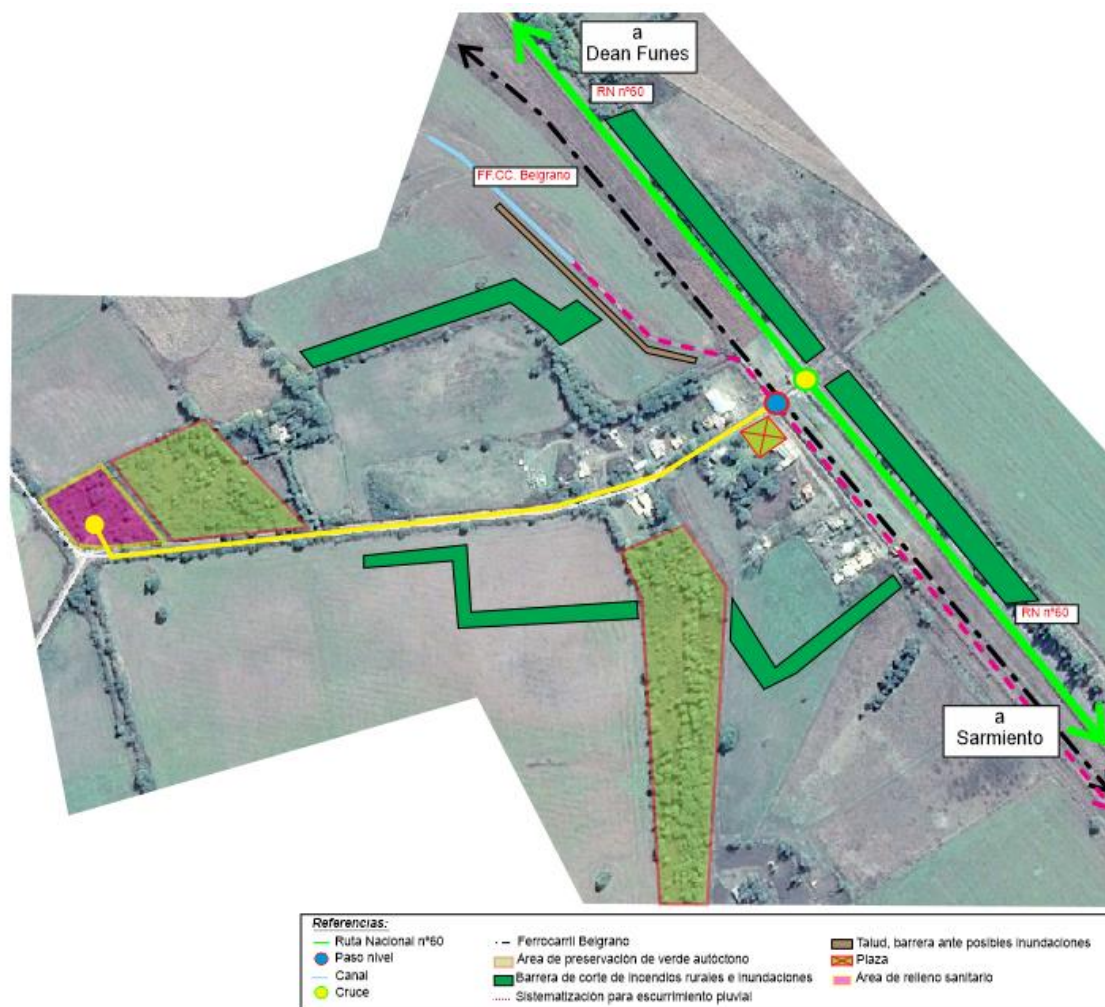 a
Dean Funes
RN nº60
FF.CC. Belgrano
RN nº60
a
Sarmiento
Referencias:
Ruta Nacional nº60
Paso nivel
Canal
Cruce
Ferrocarril Belgrano
Área de preservación de verde autóctono
Barrera de corte de incendios rurales e inundaciones
Sistematización para escurrimiento pluvial
Talud, barrera ante posibles inundaciones
Plaza
Área de relleno sanitario